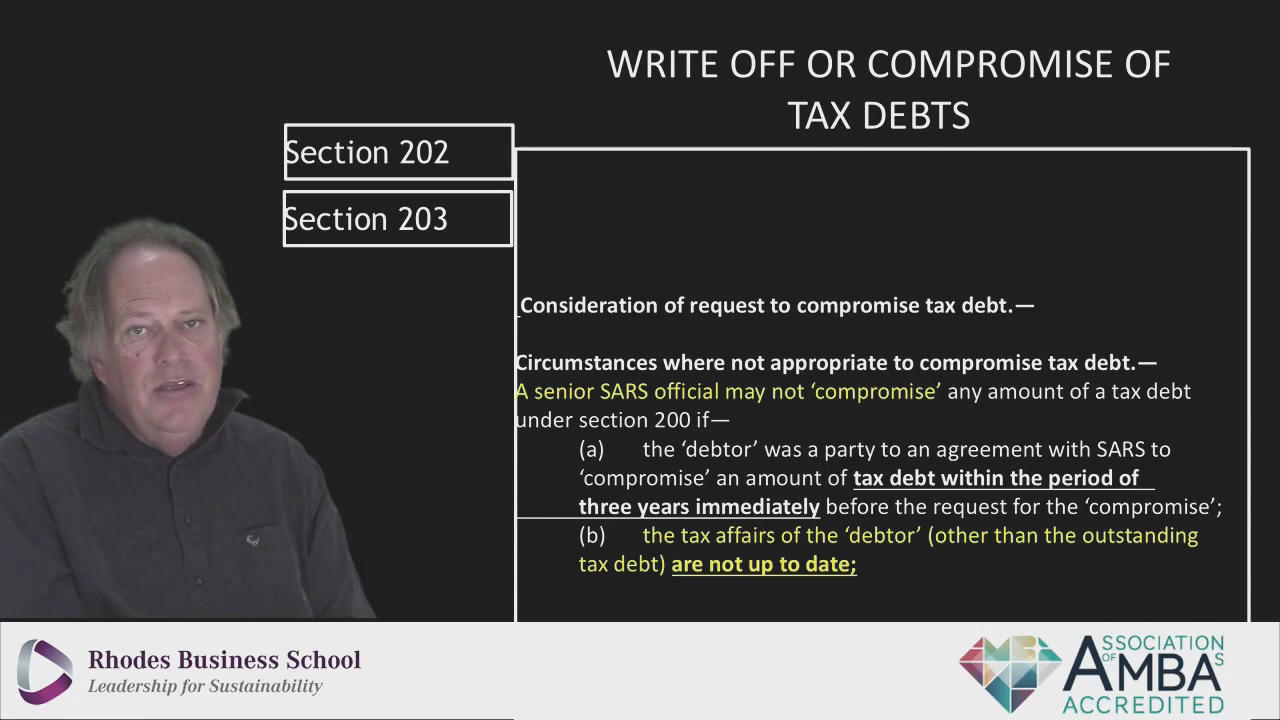 WRITE OFF OR COMPROMISE OF
TAX DEBTS
Section 202
Section 203
Consideration of request to compromise tax debt.—
Circumstances where not appropriate to compromise tax debt.—
A senior SARS official may not ‘compromise’ any amount of a tax debt
under section 200 if—
(a) the ‘debtor’ was a party to an agreement with SARS to
‘compromise’ an amount of tax debt within the period of
three years immediately before the request for the ‘compromise’;
(b) the tax affairs of the ‘debtor’ (other than the outstanding
tax debt) are not up to date;
Rhodes Business School
Leadership for Sustainability
ASSOCIATION
OF MBAS
ACCREDITED